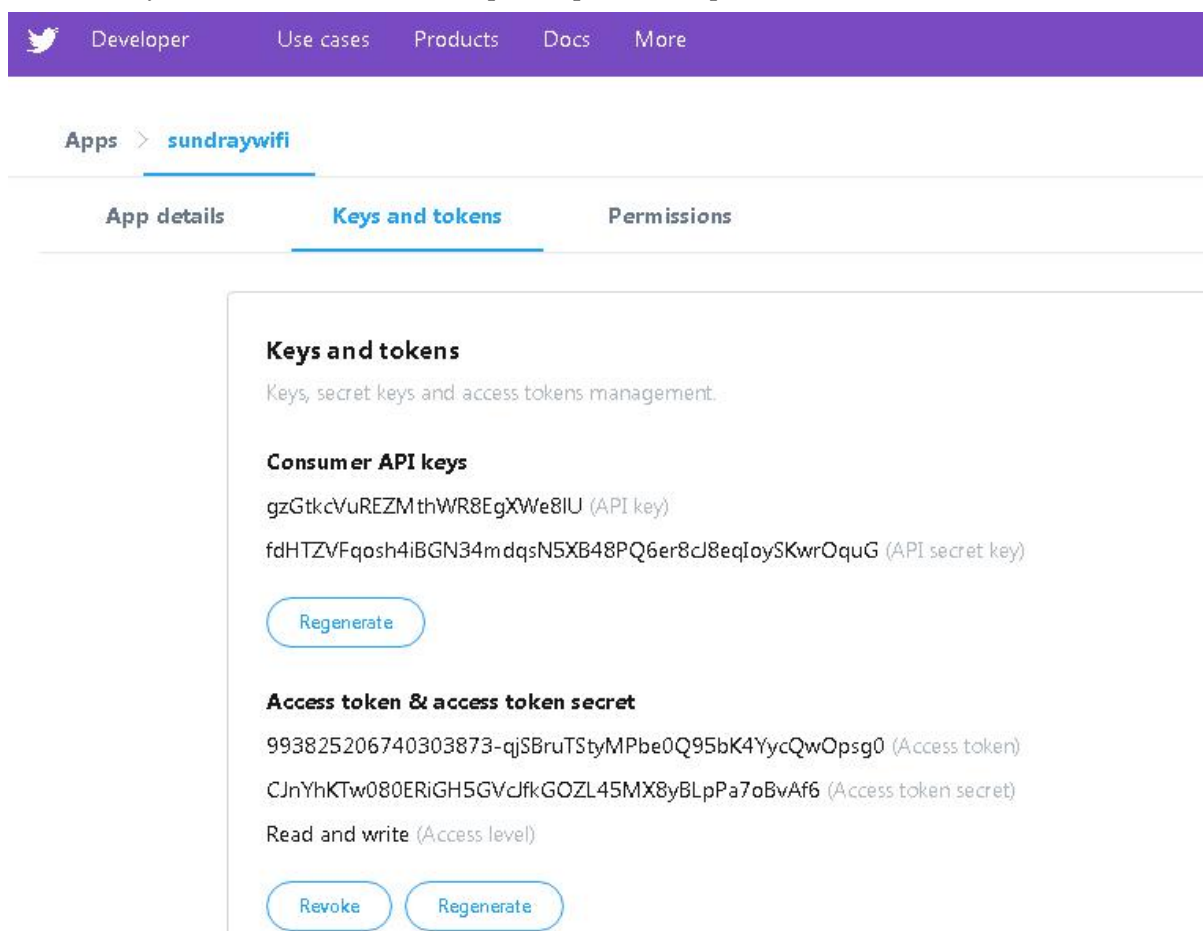 Developer Use cases Products Docs More
Apps > sundraywifi
App details Keys and tokens Permissions
Keys and tokens
Keys, secret keys and access tokens management.
Consumer API keys
gzGtkcVuREZMthWR8EgXWe8lU (API key)
fdHTZVFqosh4iBGN34mdqsN5XB48PQ6er8cJ8eqIoySKwrOquG (API secret key)
Regenerate
Access token & access token secret
993825206740303873-qjSBruTStyMPbe0Q95bK4YycQwOpsg0 (Access token)
CJnYhKTw080ERiGH5GVcJfkGOZL45MX8yBLpPa7oBvAf6 (Access token secret)
Read and write (Access level)
Revoke Regenerate